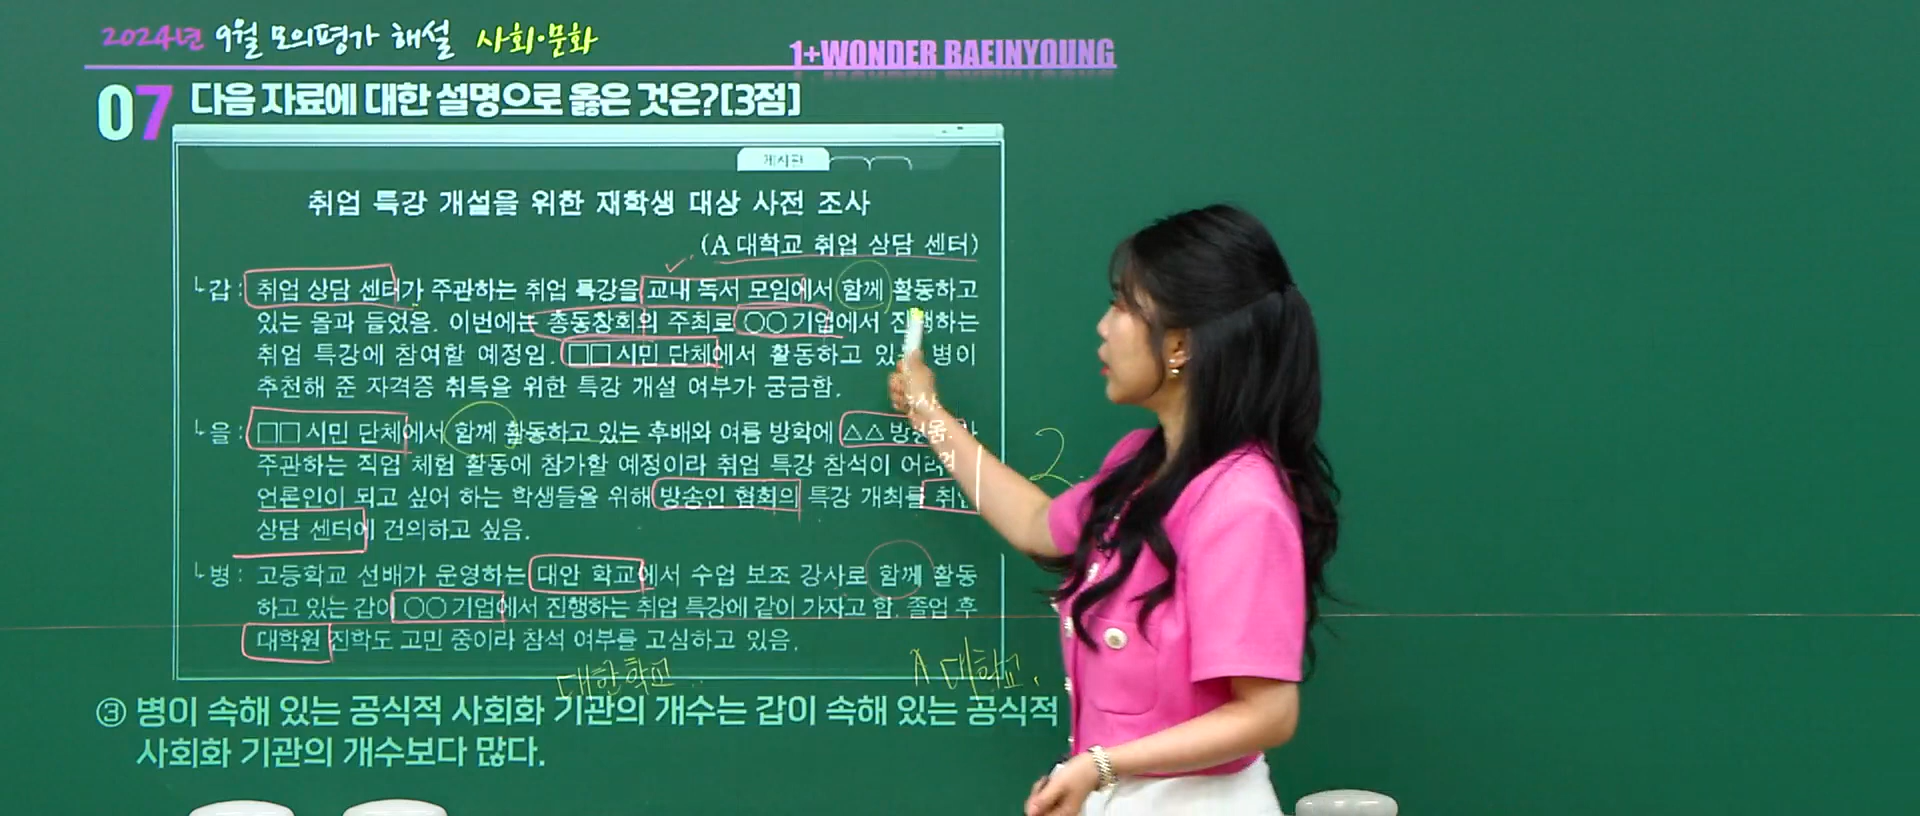 2024년 9월 모의평가 해설 사회·문화
1+WONDER BAEINYOUNG
07 다음 자료에 대한 설명으로 옳은 것은?[3점]
게시판
취업 특강 개설을 위한 재학생 대상 사전 조사
(A 대학교 취업 상담 센터)
└갑: 취업 상담 센터가 주관하는 취업 특강을 교내 독서 모임에서 함께 활동하고
있는 을과 들었음. 이번에는 총동창회의 주최로 ○○ 기업에서 진행하는
취업 특강에 참여할 예정임. □□ 시민 단체에서 활동하고 있는 병이
추천해 준 자격증 취득을 위한 특강 개설 여부가 궁금함.
└을: □□ 시민 단체에서 함께 활동하고 있는 후배와 여름 방학에 △△
주관하는 직업 체험 활동에 참가할 예정이라 취업 특강 참석이
언론인이 되고 싶어 하는 학생들을 위해 방송인 협회의 특강 개최를
상담 센터에 건의하고 싶음.
└병: 고등학교 선배가 운영하는 대안 학교에서 수업 보조 강사로 함께 활동
하고 있는 갑이 ○○ 기업에서 진행하는 취업 특강에 같이 가자고 함. 졸업 후
대학원 진학도 고민 중이라 참석 여부를 고심하고 있음.
2
대안학교
A 대학교.
③ 병이 속해 있는 공식적 사회화 기관의 개수는 갑이 속해 있는 공식적
사회화 기관의 개수보다 많다.